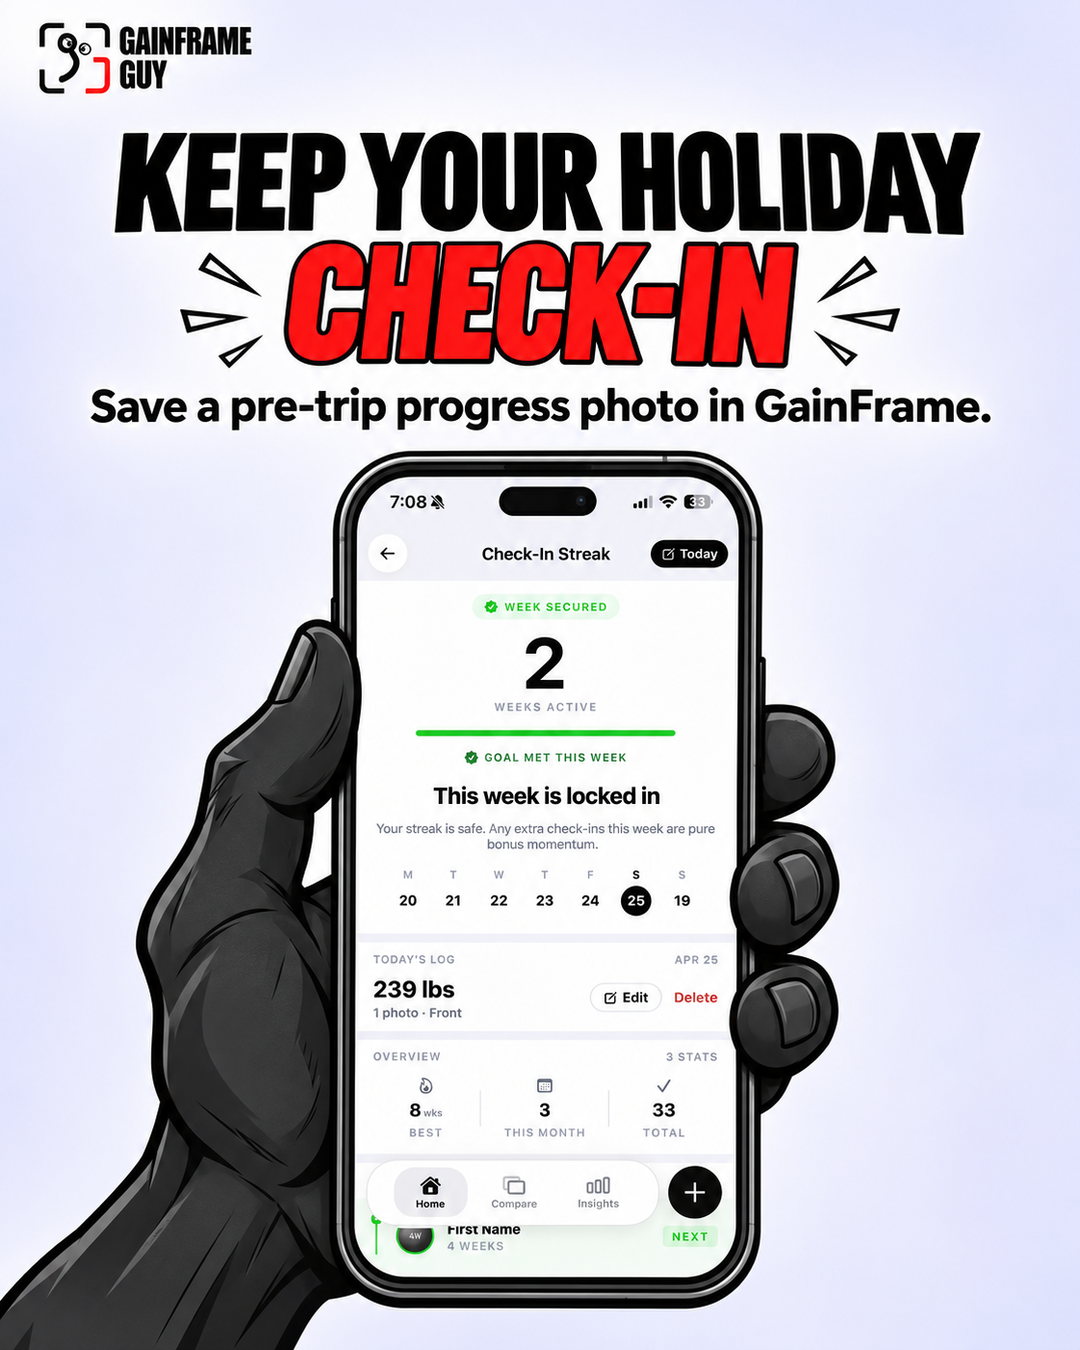 GAINFRAME
GUY
KEEP YOUR HOLIDAY
CHECK-IN
Save a pre-trip progress photo in GainFrame.
7:08 33
Check-In Streak Today
WEEK SECURED
2
WEEKS ACTIVE
GOAL MET THIS WEEK
This week is locked in
Your streak is safe. Any extra check-ins this week are pure
bonus momentum.
M T W T F S S
20 21 22 23 24 25 19
TODAY'S LOG APR 25
239 lbs
1 photo · Front
Edit Delete
OVERVIEW 3 STATS
8 wks 3 33
BEST THIS MONTH TOTAL
Home Compare Insights
4W First Name
4 WEEKS
NEXT